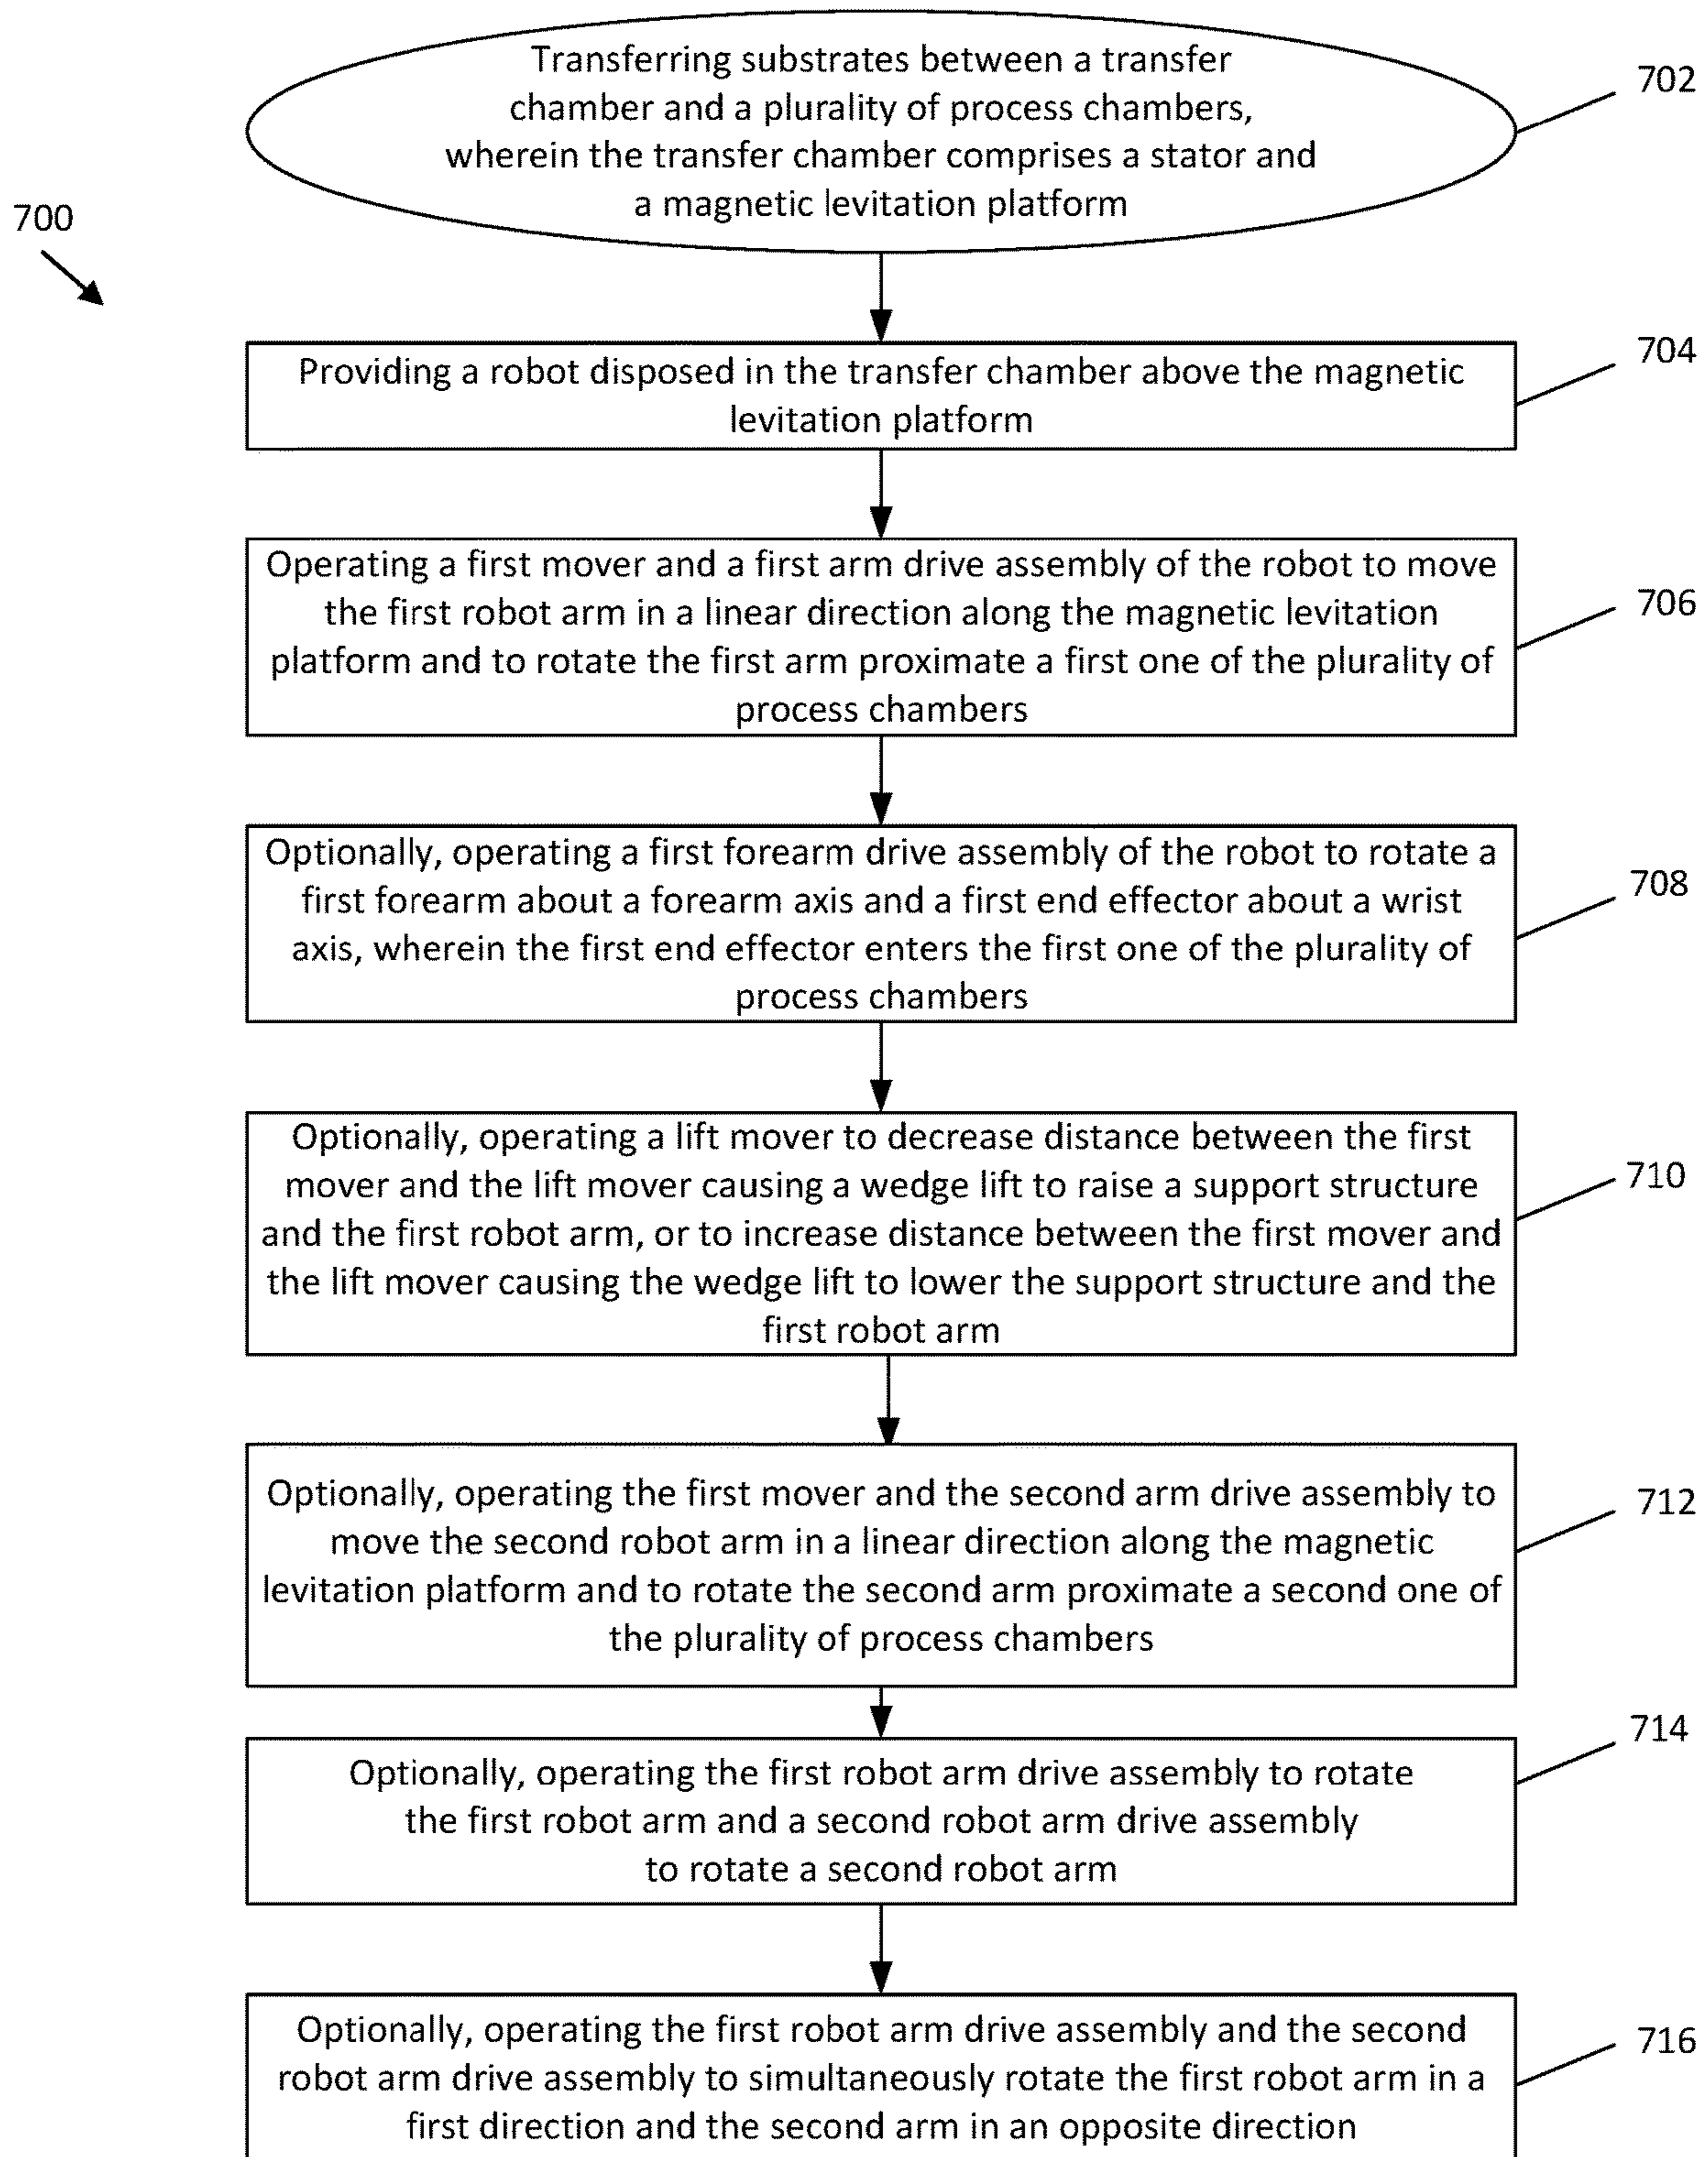 Transferring substrates between a transfer
chamber and a plurality of process chambers,
wherein the transfer chamber comprises a stator and
a magnetic levitation platform
702
700
Providing a robot disposed in the transfer chamber above the magnetic
levitation platform
704
Operating a first mover and a first arm drive assembly of the robot to move
the first robot arm in a linear direction along the magnetic levitation
platform and to rotate the first arm proximate a first one of the plurality of
process chambers
706
Optionally, operating a first forearm drive assembly of the robot to rotate a
first forearm about a forearm axis and a first end effector about a wrist
axis, wherein the first end effector enters the first one of the plurality of
process chambers
708
Optionally, operating a lift mover to decrease distance between the first
mover and the lift mover causing a wedge lift to raise a support structure
and the first robot arm, or to increase distance between the first mover and
the lift mover causing the wedge lift to lower the support structure and the
first robot arm
710
Optionally, operating the first mover and the second arm drive assembly to
move the second robot arm in a linear direction along the magnetic
levitation platform and to rotate the second arm proximate a second one of
the plurality of process chambers
712
Optionally, operating the first robot arm drive assembly to rotate
the first robot arm and a second robot arm drive assembly
to rotate a second robot arm
714
Optionally, operating the first robot arm drive assembly and the second
robot arm drive assembly to simultaneously rotate the first robot arm in a
first direction and the second arm in an opposite direction
716